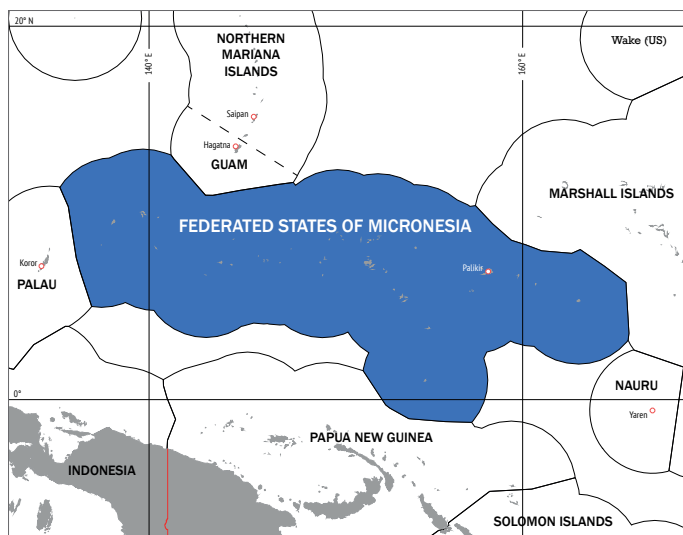 20° N
140° E
160° E
NORTHERN
MARIANA
ISLANDS
Wake (US)
Saipan
Hagatna
GUAM
MARSHALL ISLANDS
FEDERATED STATES OF MICRONESIA
Koror
PALAU
Palikir
0°
NAURU
Yaren
PAPUA NEW GUINEA
INDONESIA
SOLOMON ISLANDS